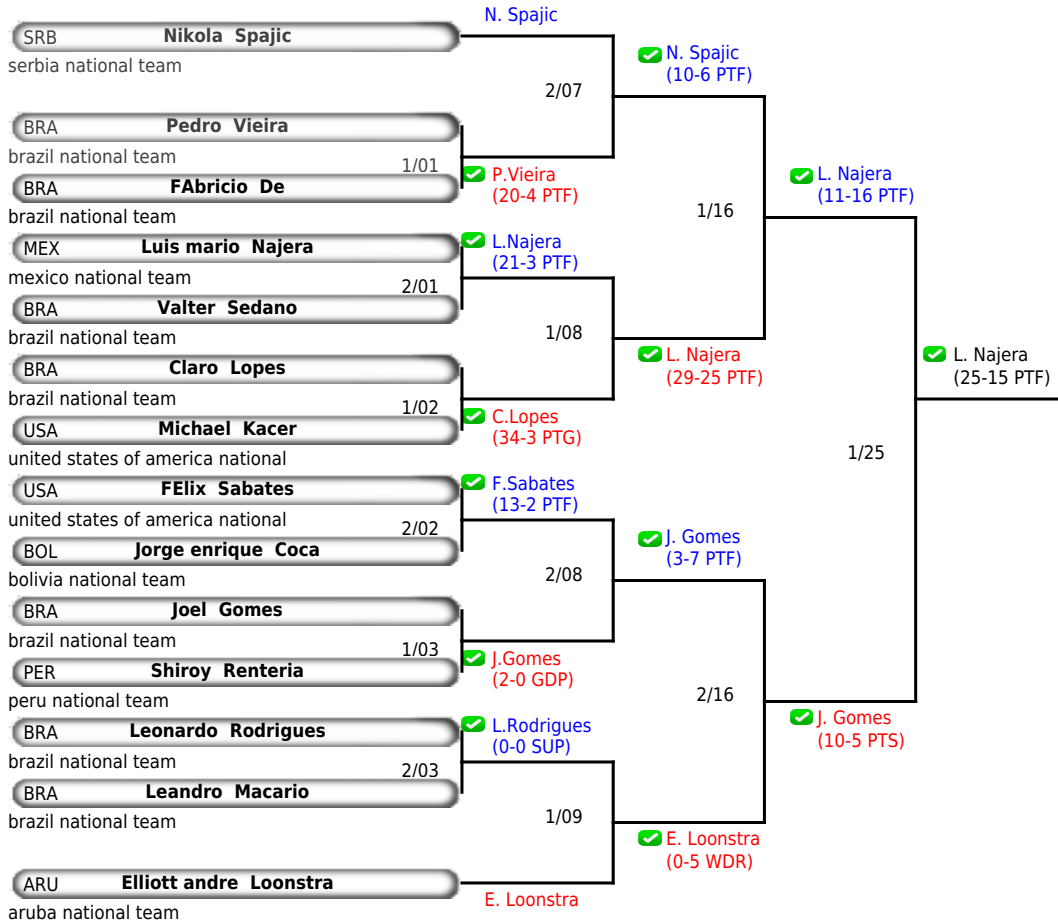 N. Spajic
SRB Nikola Spajic
serbia national team
N. Spajic
(10-6 PTF)
2/07
BRA Pedro Vieira
brazil national team
1/01
P.Vieira
(20-4 PTF)
BRA FAbricio De
brazil national team
L. Najera
(11-16 PTF)
1/16
MEX Luis mario Najera
mexico national team
L.Najera
(21-3 PTF)
2/01
BRA Valter Sedano
brazil national team
1/08
L. Najera
(29-25 PTF)
L. Najera
(25-15 PTF)
BRA Claro Lopes
brazil national team
1/02
C.Lopes
(34-3 PTG)
USA Michael Kacer
united states of america national
1/25
USA FElix Sabates
united states of america national
F.Sabates
(13-2 PTF)
2/02
BOL Jorge enrique Coca
bolivia national team
J. Gomes
(3-7 PTF)
2/08
BRA Joel Gomes
brazil national team
1/03
J.Gomes
(2-0 GDP)
PER Shiroy Renteria
peru national team
2/16
J. Gomes
(10-5 PTS)
BRA Leonardo Rodrigues
brazil national team
L.Rodrigues
(0-0 SUP)
2/03
BRA Leandro Macario
brazil national team
1/09
E. Loonstra
(0-5 WDR)
ARU Elliott andre Loonstra
aruba national team
E. Loonstra